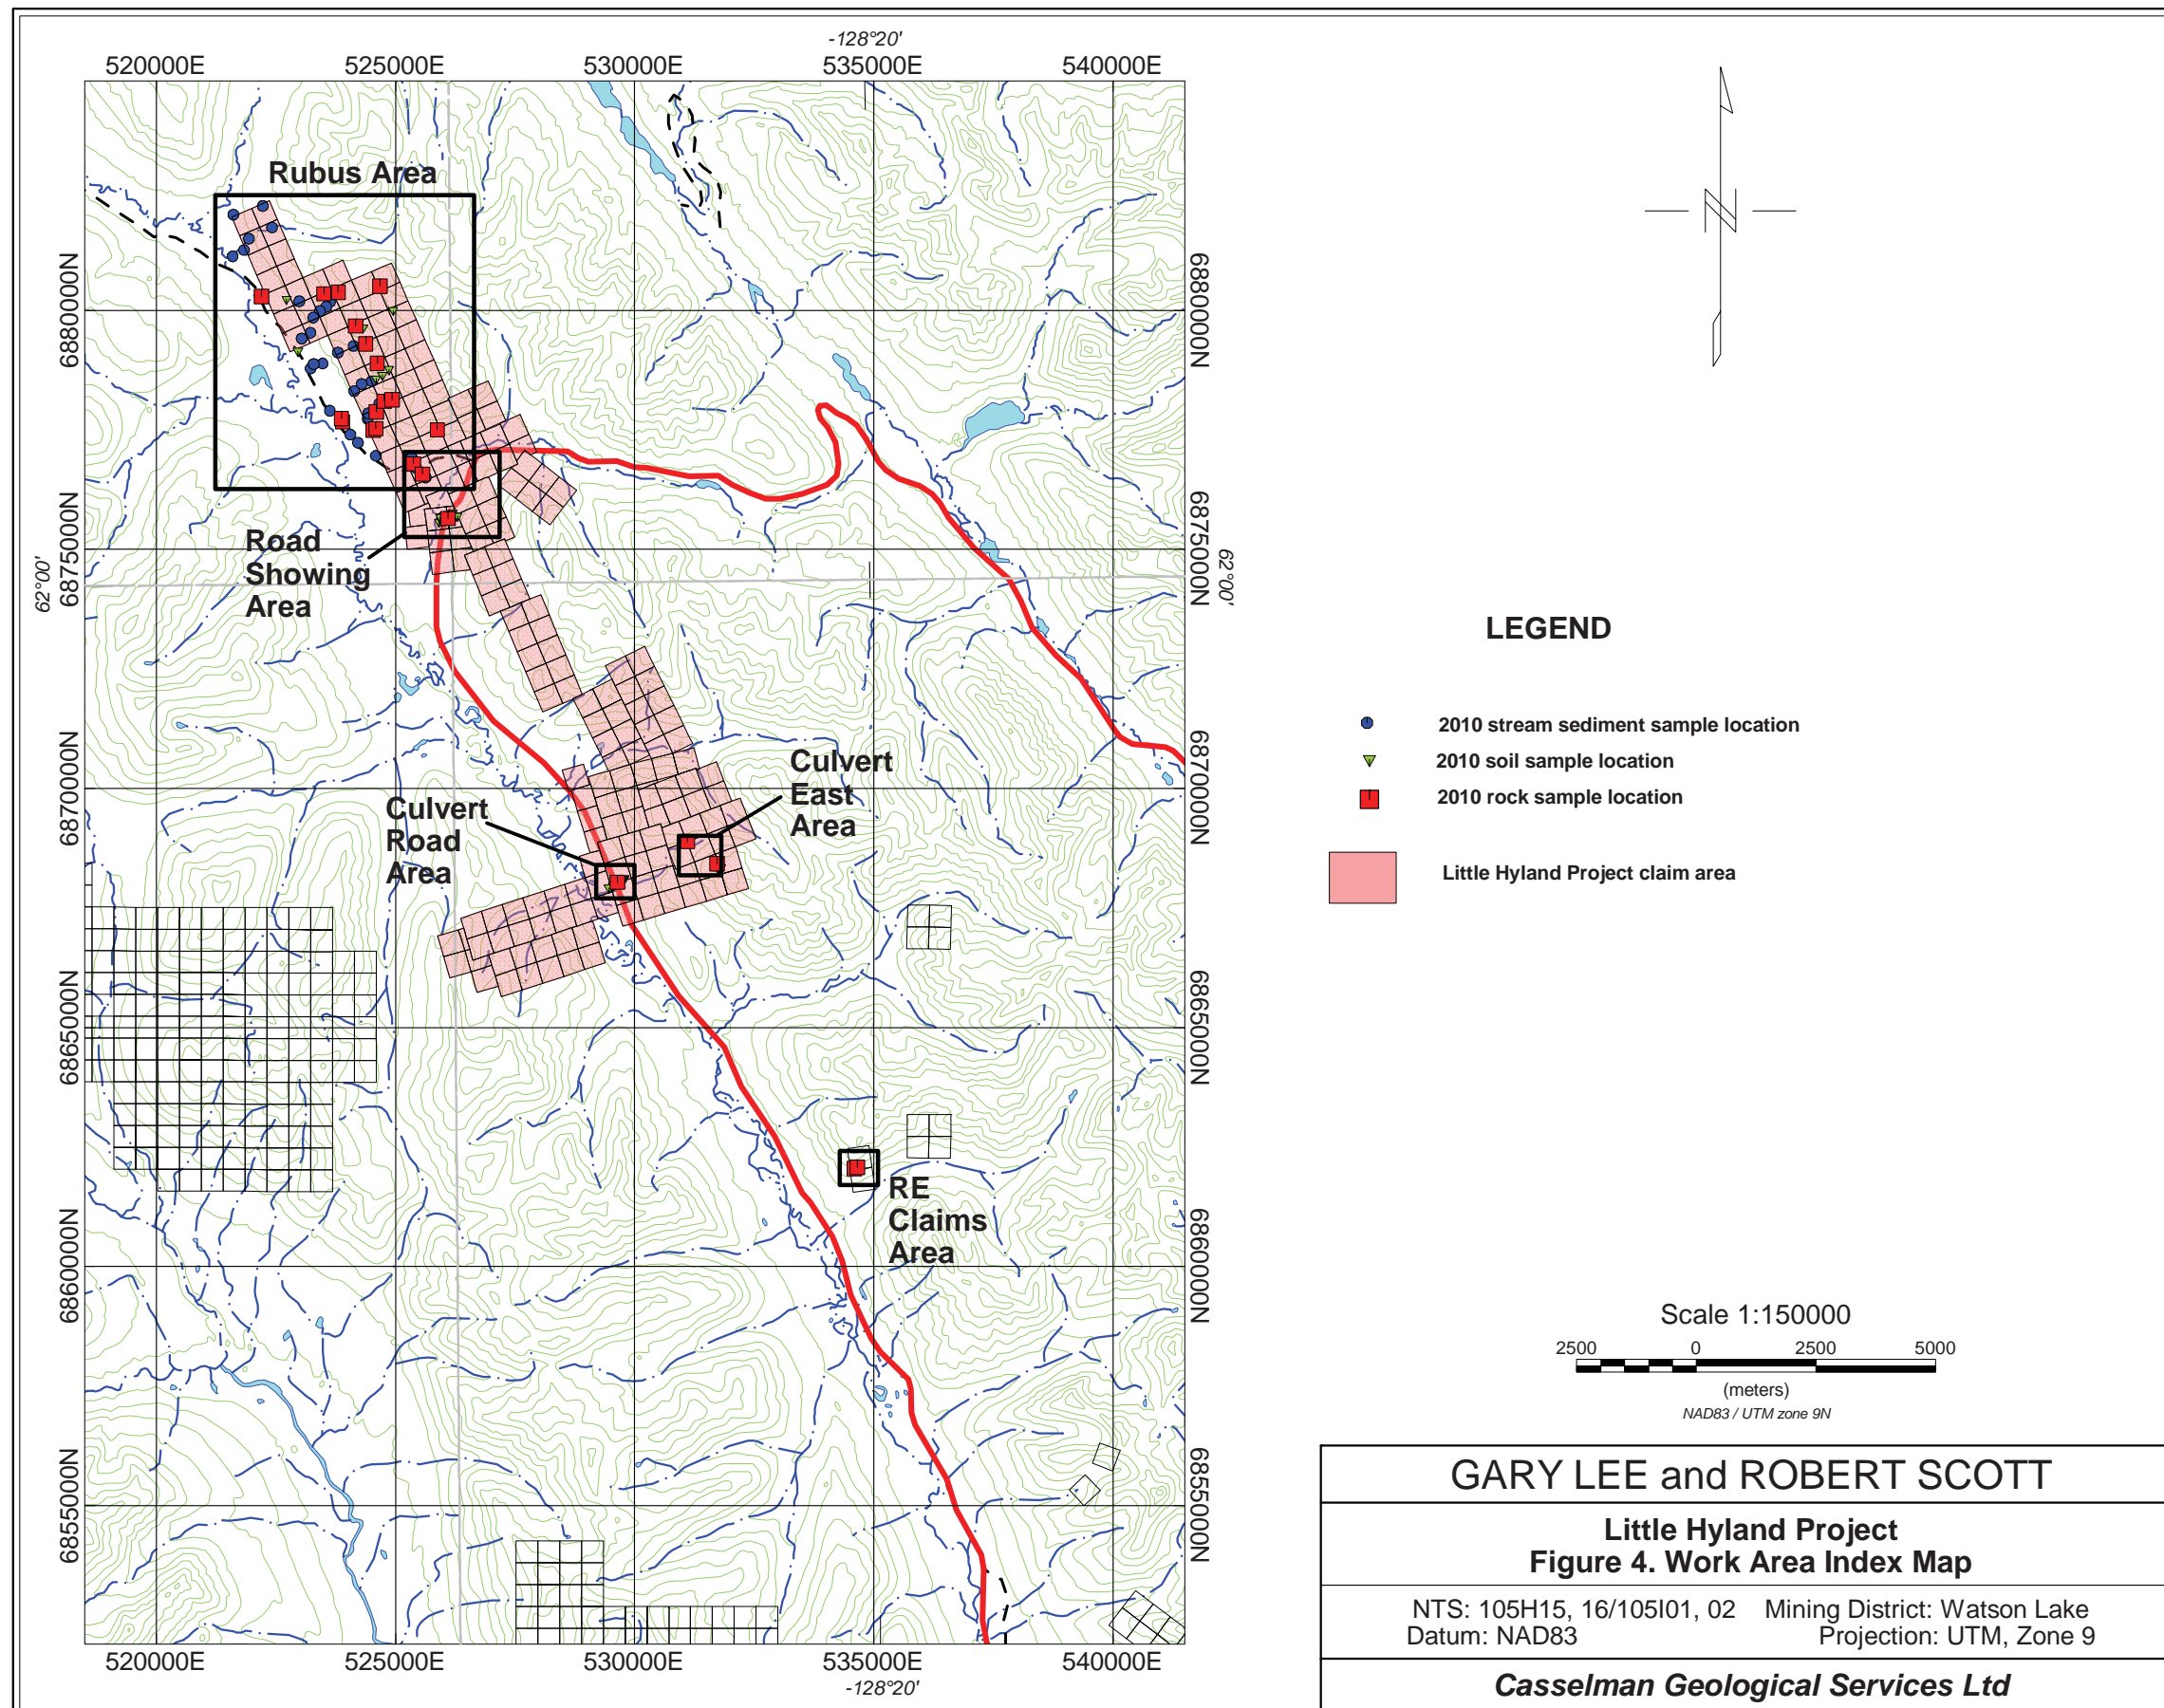 -128°20'
520000E 525000E 530000E 535000E 540000E
Rubus Area
6880000N
6880000N
Road
Showing
Area
6875000N
6875000N
62°00'
62°00'
Culvert
East
Area
6870000N
6870000N
Culvert
Road
Area
6865000N
6865000N
RE
Claims
Area
6860000N
6860000N
6855000N
6855000N
520000E 525000E 530000E 535000E 540000E
-128°20'
N
LEGEND
2010 stream sediment sample location
2010 soil sample location
2010 rock sample location
Little Hyland Project claim area
Scale 1:150000
2500 0 2500 5000
(meters)
NAD83 / UTM zone 9N
GARY LEE and ROBERT SCOTT
Little Hyland Project
Figure 4. Work Area Index Map
NTS: 105H15, 16/105I01, 02 Mining District: Watson Lake
Datum: NAD83 Projection: UTM, Zone 9
Casselman Geological Services Ltd